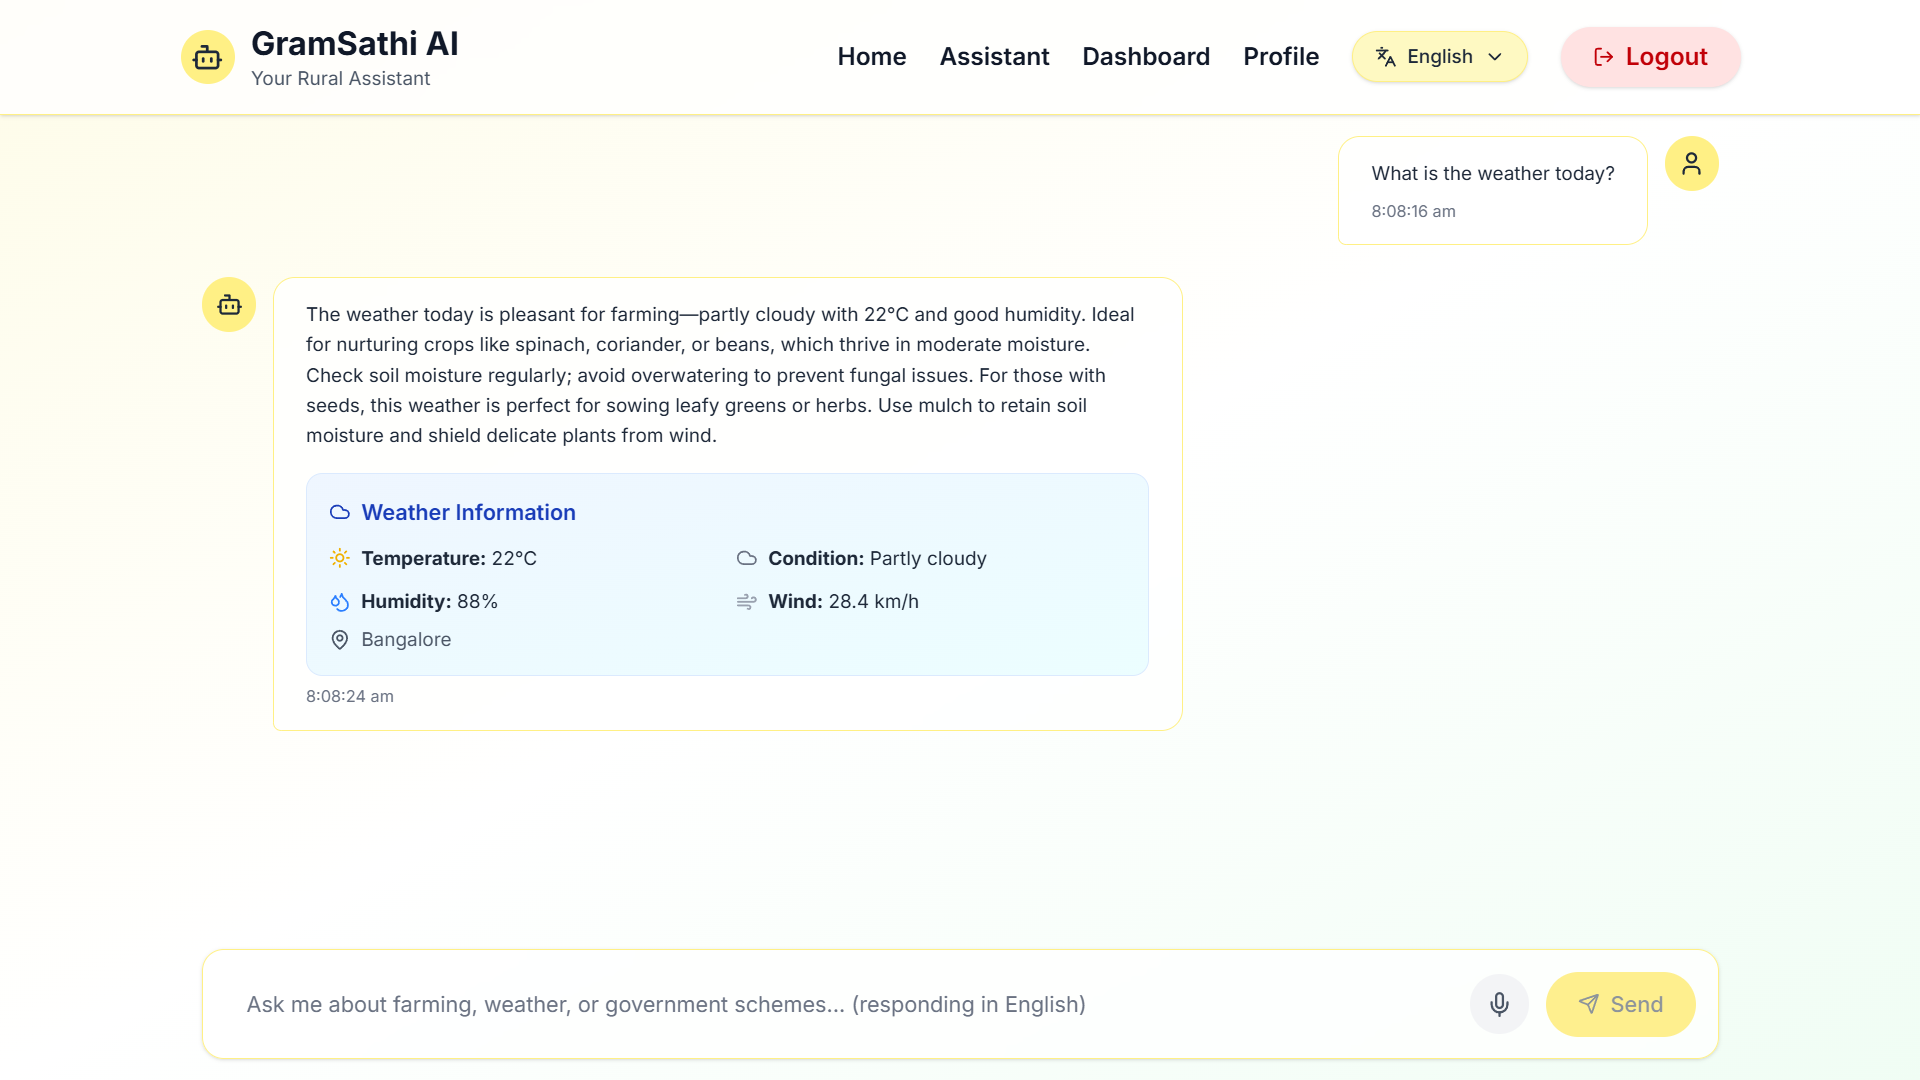 GramSathi AI
Your Rural Assistant
Home
Assistant
Dashboard
Profile
English
Logout
What is the weather today?
8:08:16 am
The weather today is pleasant for farming—partly cloudy with 22°C and good humidity. Ideal
for nurturing crops like spinach, coriander, or beans, which thrive in moderate moisture.
Check soil moisture regularly; avoid overwatering to prevent fungal issues. For those with
seeds, this weather is perfect for sowing leafy greens or herbs. Use mulch to retain soil
moisture and shield delicate plants from wind.
Weather Information
Temperature: 22°C
Condition: Partly cloudy
Humidity: 88%
Wind: 28.4 km/h
Bangalore
8:08:24 am
Ask me about farming, weather, or government schemes... (responding in English)
Send